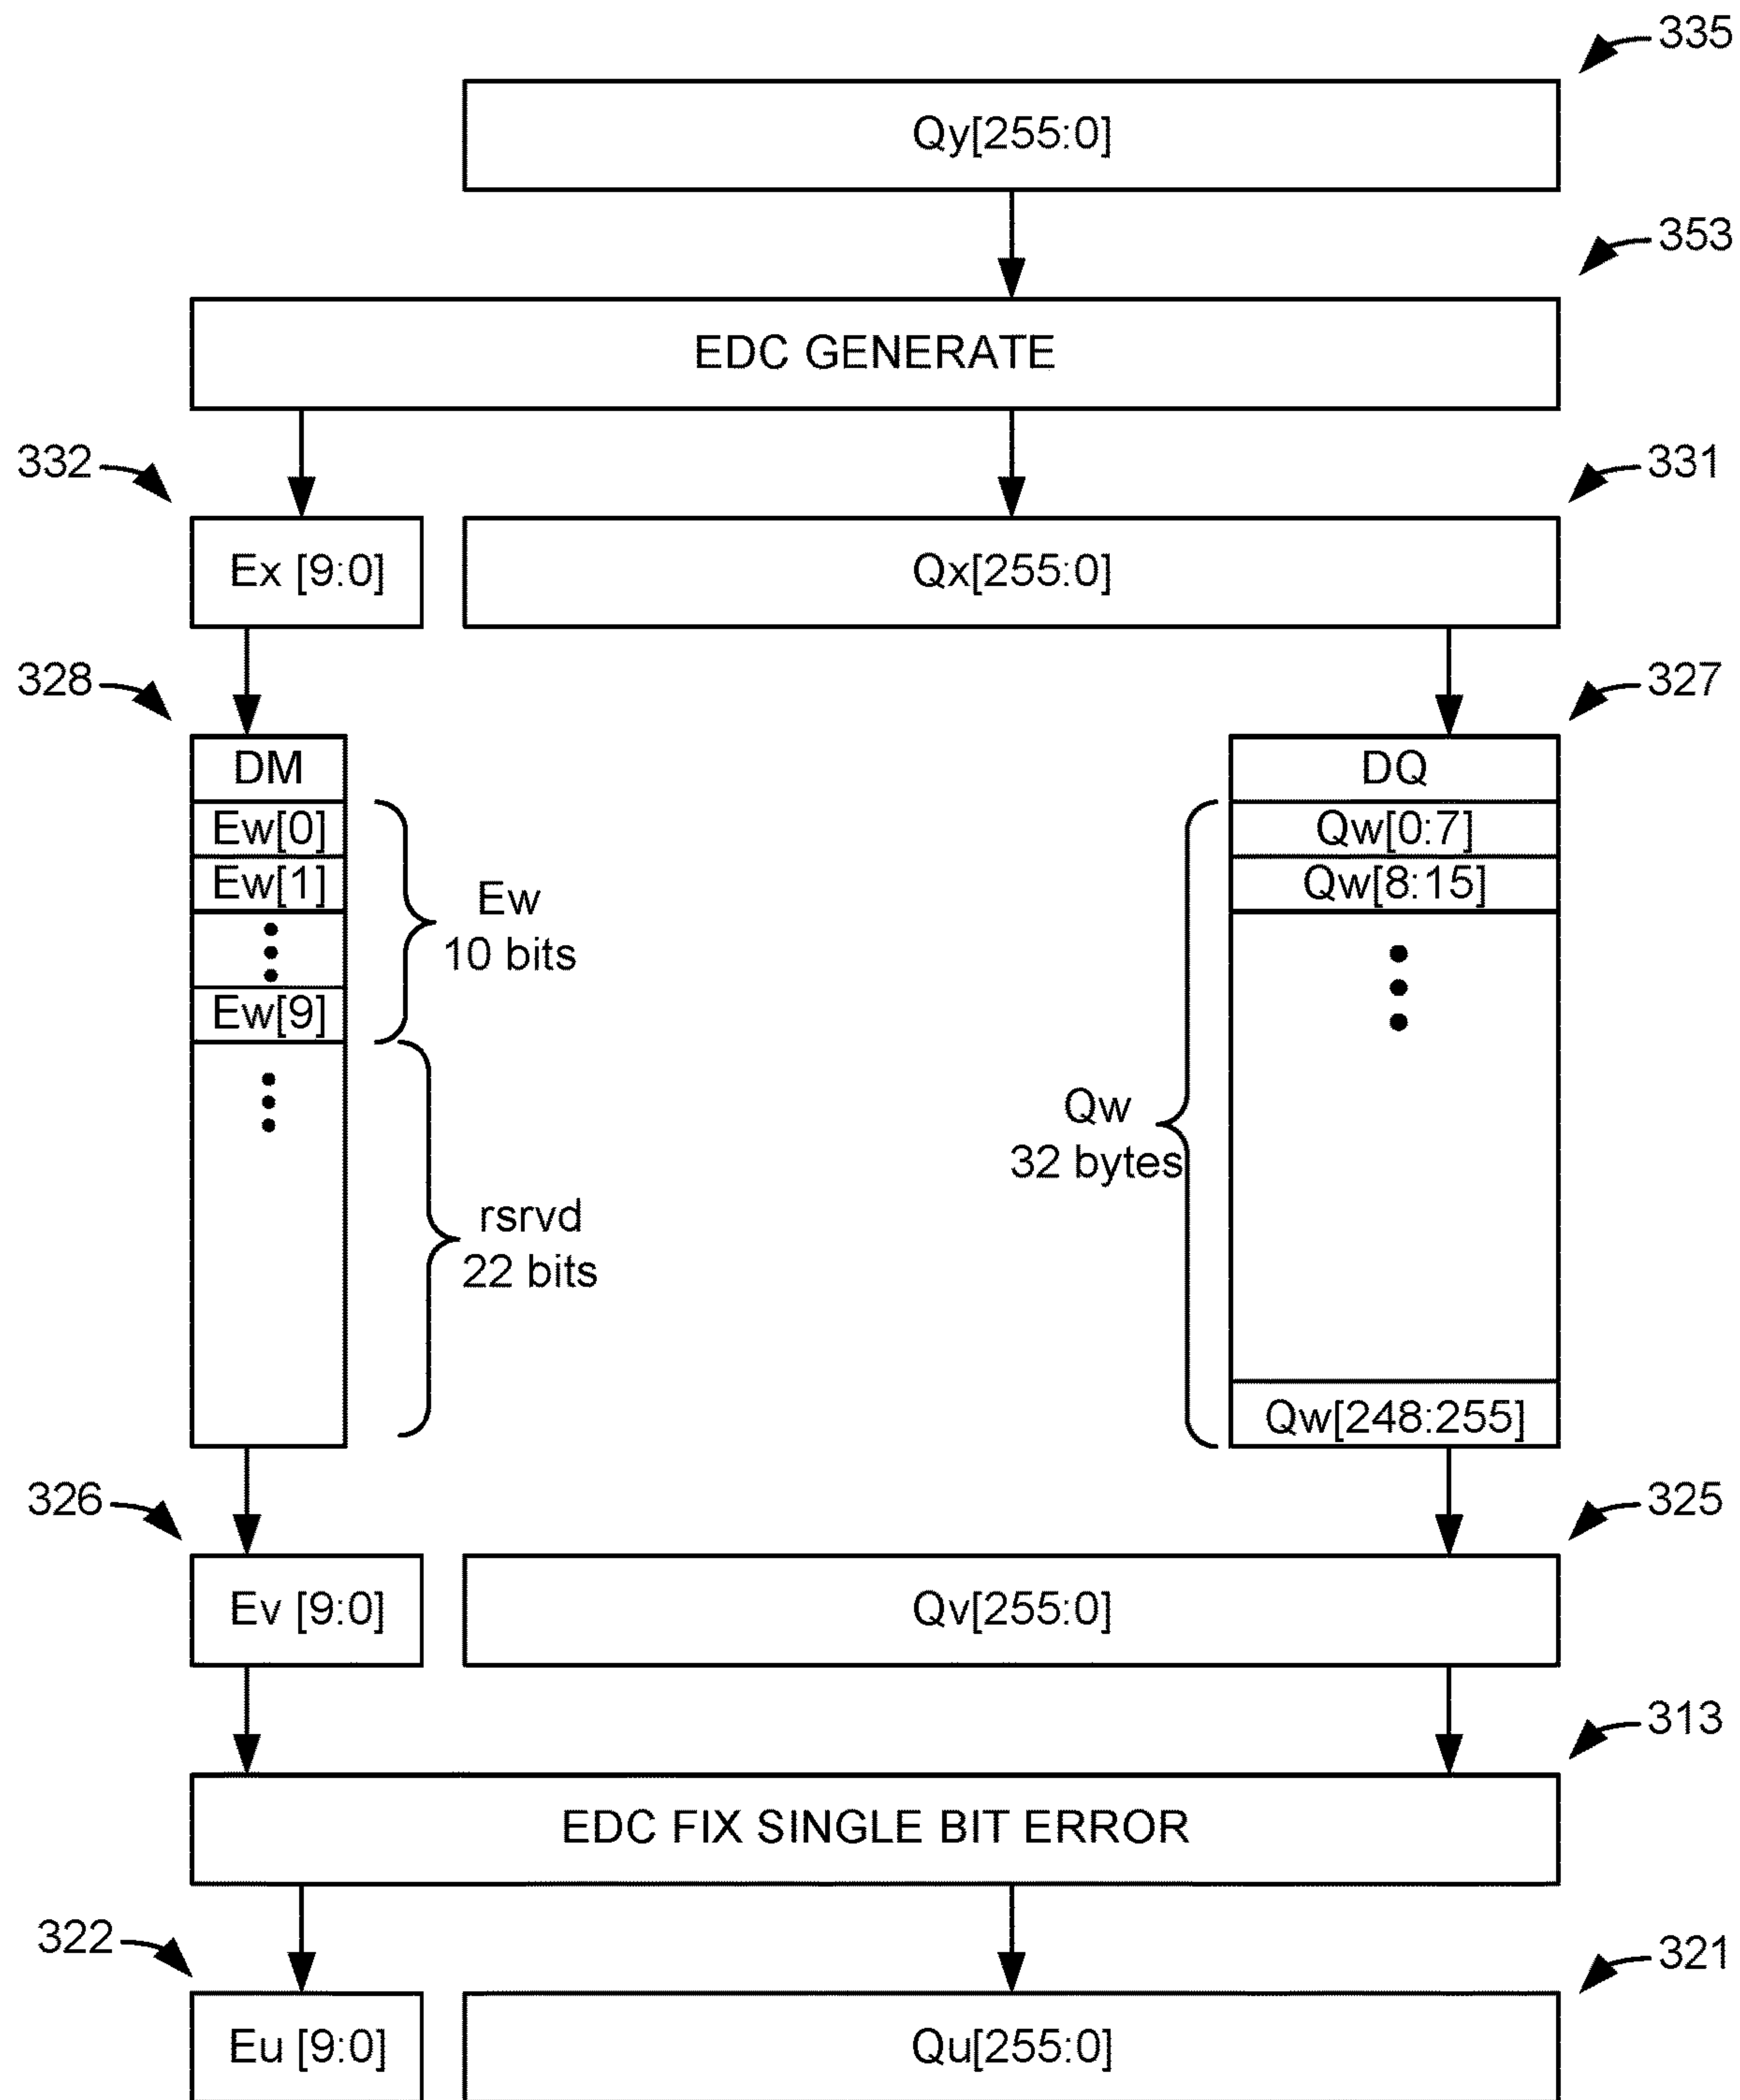 335
Qy[255:0]
353
EDC GENERATE
332
331
Ex [9:0]
Qx[255:0]
328
327
DM
DQ
Ew[0]
Qw[0:7]
Ew[1]
Qw[8:15]
Ew
10 bits
Ew[9]
Qw
32 bytes
rsrvd
22 bits
Qw[248:255]
326
325
Ev [9:0]
Qv[255:0]
313
EDC FIX SINGLE BIT ERROR
322
321
Eu [9:0]
Qu[255:0]